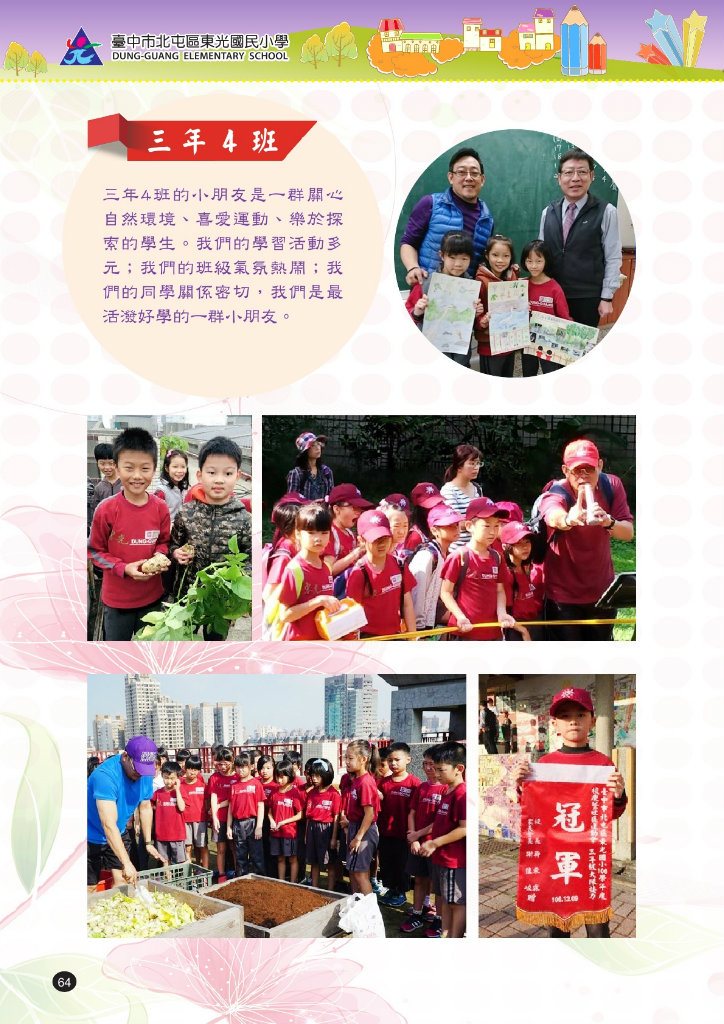 臺中市北屯區東光國民小學
DUNG-GUANG ELEMENTARY SCHOOL
三年4班
三年4班的小朋友是一群關心
自然環境、喜愛運動、樂於探
索的學生。我們的學習活動多
元；我們的班級氣氛熱鬧；我
們的同學關係密切，我們是最
活潑好學的一群小朋友。
冠軍
106.12.09
64